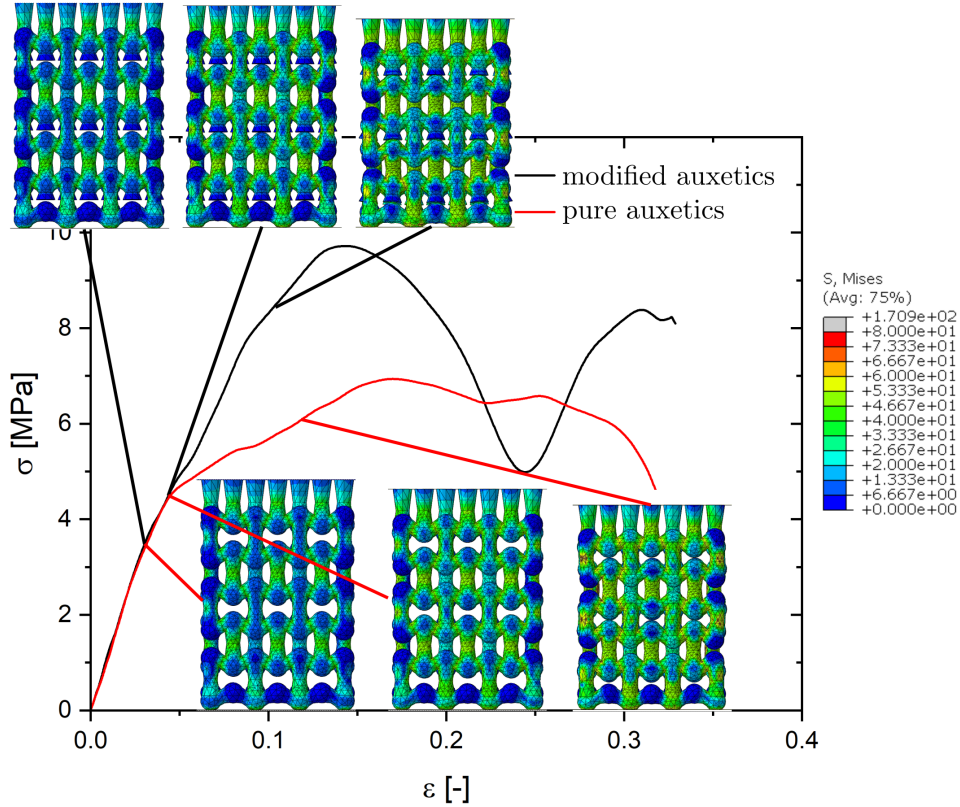 modified auxetics
pure auxetics
10
8
6
4
2
0
σ [MPa]
0.0
0.1
0.2
0.3
0.4
ε [-]
S, Mises
(Avg: 75%)
+1.709e+02
+8.000e+01
+7.333e+01
+6.667e+01
+6.000e+01
+5.333e+01
+4.667e+01
+4.000e+01
+3.333e+01
+2.667e+01
+2.000e+01
+1.333e+01
+6.667e+00
+0.000e+00